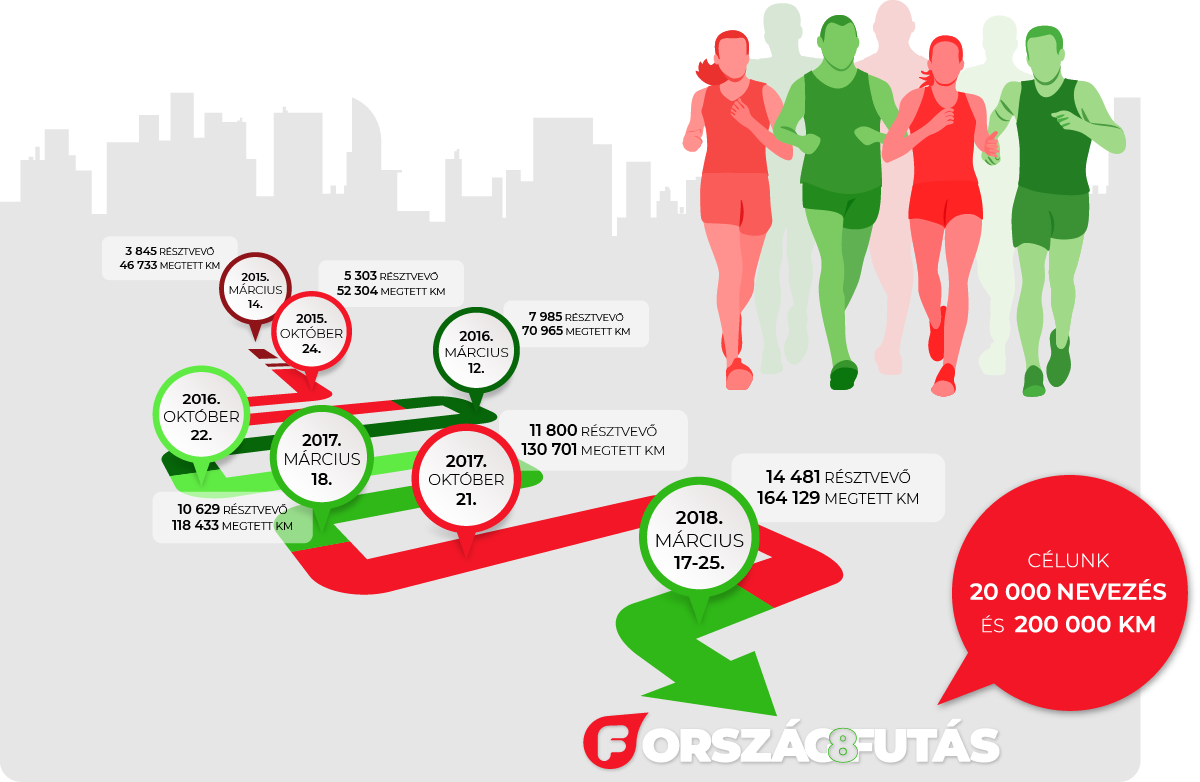 3 845 RÉSZTVEVŐ
46 733 MEGTETT KM
2015.
MÁRCIUS
14.
5 303 RÉSZTVEVŐ
52 304 MEGTETT KM
2015.
OKTÓBER
24.
7 985 RÉSZTVEVŐ
70 965 MEGTETT KM
2016.
MÁRCIUS
12.
2016.
OKTÓBER
22.
10 629 RÉSZTVEVŐ
118 433 MEGTETT KM
2017.
MÁRCIUS
18.
11 800 RÉSZTVEVŐ
130 701 MEGTETT KM
2017.
OKTÓBER
21.
14 481 RÉSZTVEVŐ
164 129 MEGTETT KM
2018.
MÁRCIUS
17-25.
CÉLUNK
20 000 NEVEZÉS
ÉS 200 000 KM
F ORSZÁG8FUTÁS